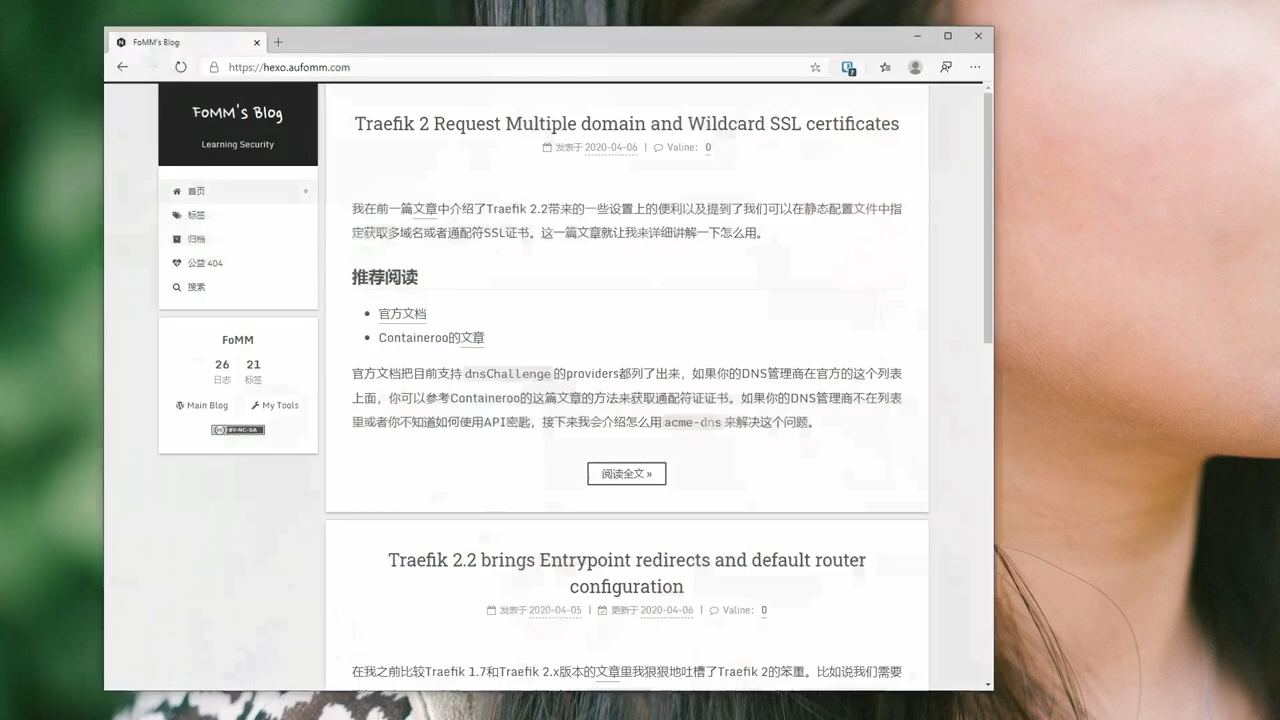 FoMM's Blog
https://hexo.aufomm.com
7
FoMM's Blog
Learning Security
首页
标签
归档
公益 404
搜索
FoMM
26 21
日志 标签
Main Blog My Tools
CC BY-NC-SA
Traefik 2 Request Multiple domain and Wildcard SSL certificates
发表于 2020-04-06 | Valine: 0
我在前一篇文章中介绍了Traefik 2.2带来的一些设置上的便利以及提到了我们可以在静态配置文件中指
定获取多域名或者通配符SSL证书。这一篇文章就让我来详细讲解一下怎么用。
推荐阅读
• 官方文档
• Containeroo的文章
官方文档把目前支持 dnsChallenge 的providers都列了出来，如果你的DNS管理商在官方的这个列表
上面，你可以参考Containeroo的这篇文章的方法来获取通配符证证书。如果你的DNS管理商不在列表
里或者你不知道如何使用API密匙，接下来我会介绍怎么用 acme-dns 来解决这个问题。
阅读全文 »
Traefik 2.2 brings Entrypoint redirects and default router
configuration
发表于 2020-04-05 | 更新于 2020-04-06 | Valine: 0
在我之前比较Traefik 1.7和Traefik 2.x版本的文章里我狠狠地吐槽了Traefik 2的笨重。比如说我们需要